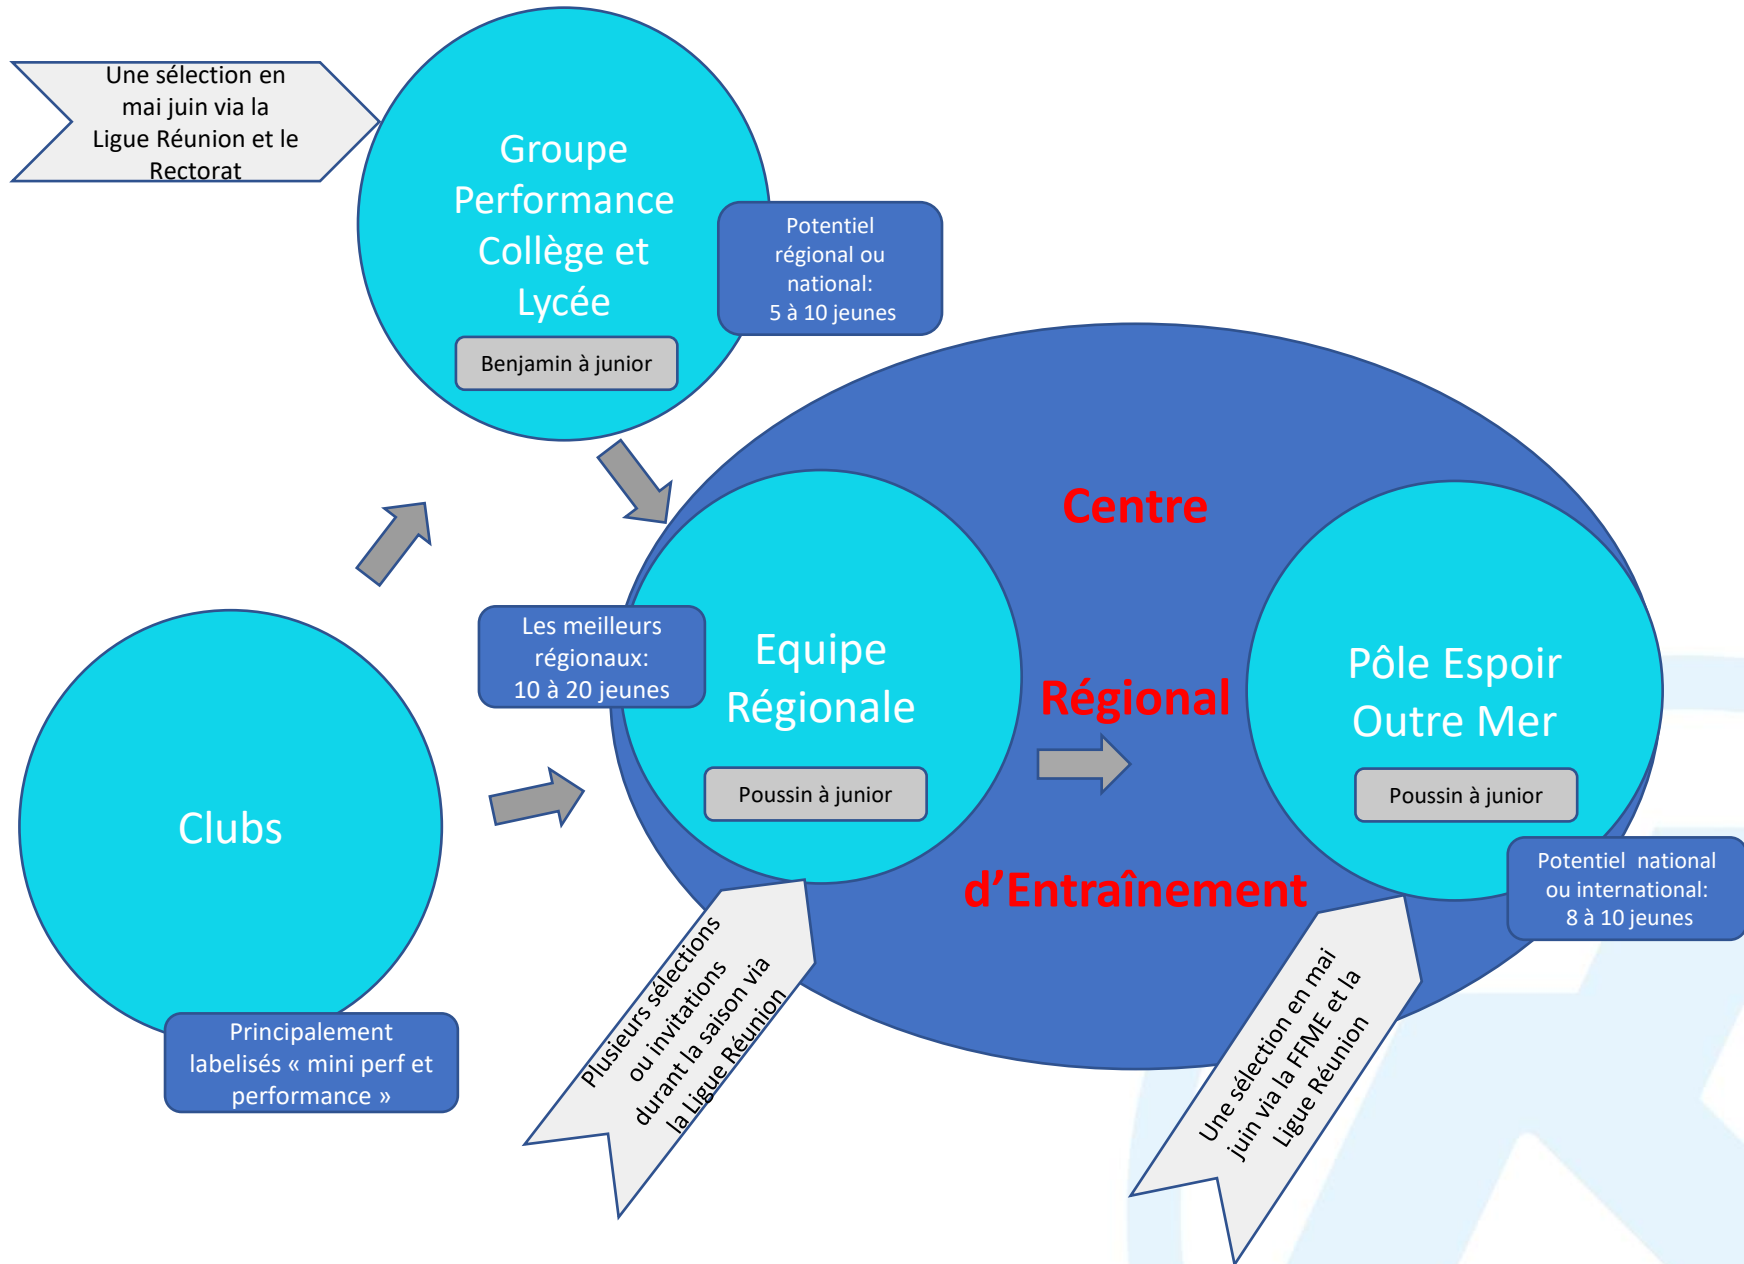 Une sélection en
mai juin via la
Ligue Réunion et le
Rectorat
Groupe
Performance
Collège et
Lycée
Benjamin à junior
Potentiel
régional ou
national:
5 à 10 jeunes
Centre
Régional
d’Entraînement
Les meilleurs
régionaux:
10 à 20 jeunes
Equipe
Régionale
Poussin à junior
Pôle Espoir
Outre Mer
Poussin à junior
Potentiel national
ou international:
8 à 10 jeunes
Clubs
Principalement
labelisés « mini perf et
performance »
Plusieurs sélections
ou invitations
durant la saison via
la Ligue Réunion
Une sélection en mai
juin via la FFME et la
Ligue Réunion